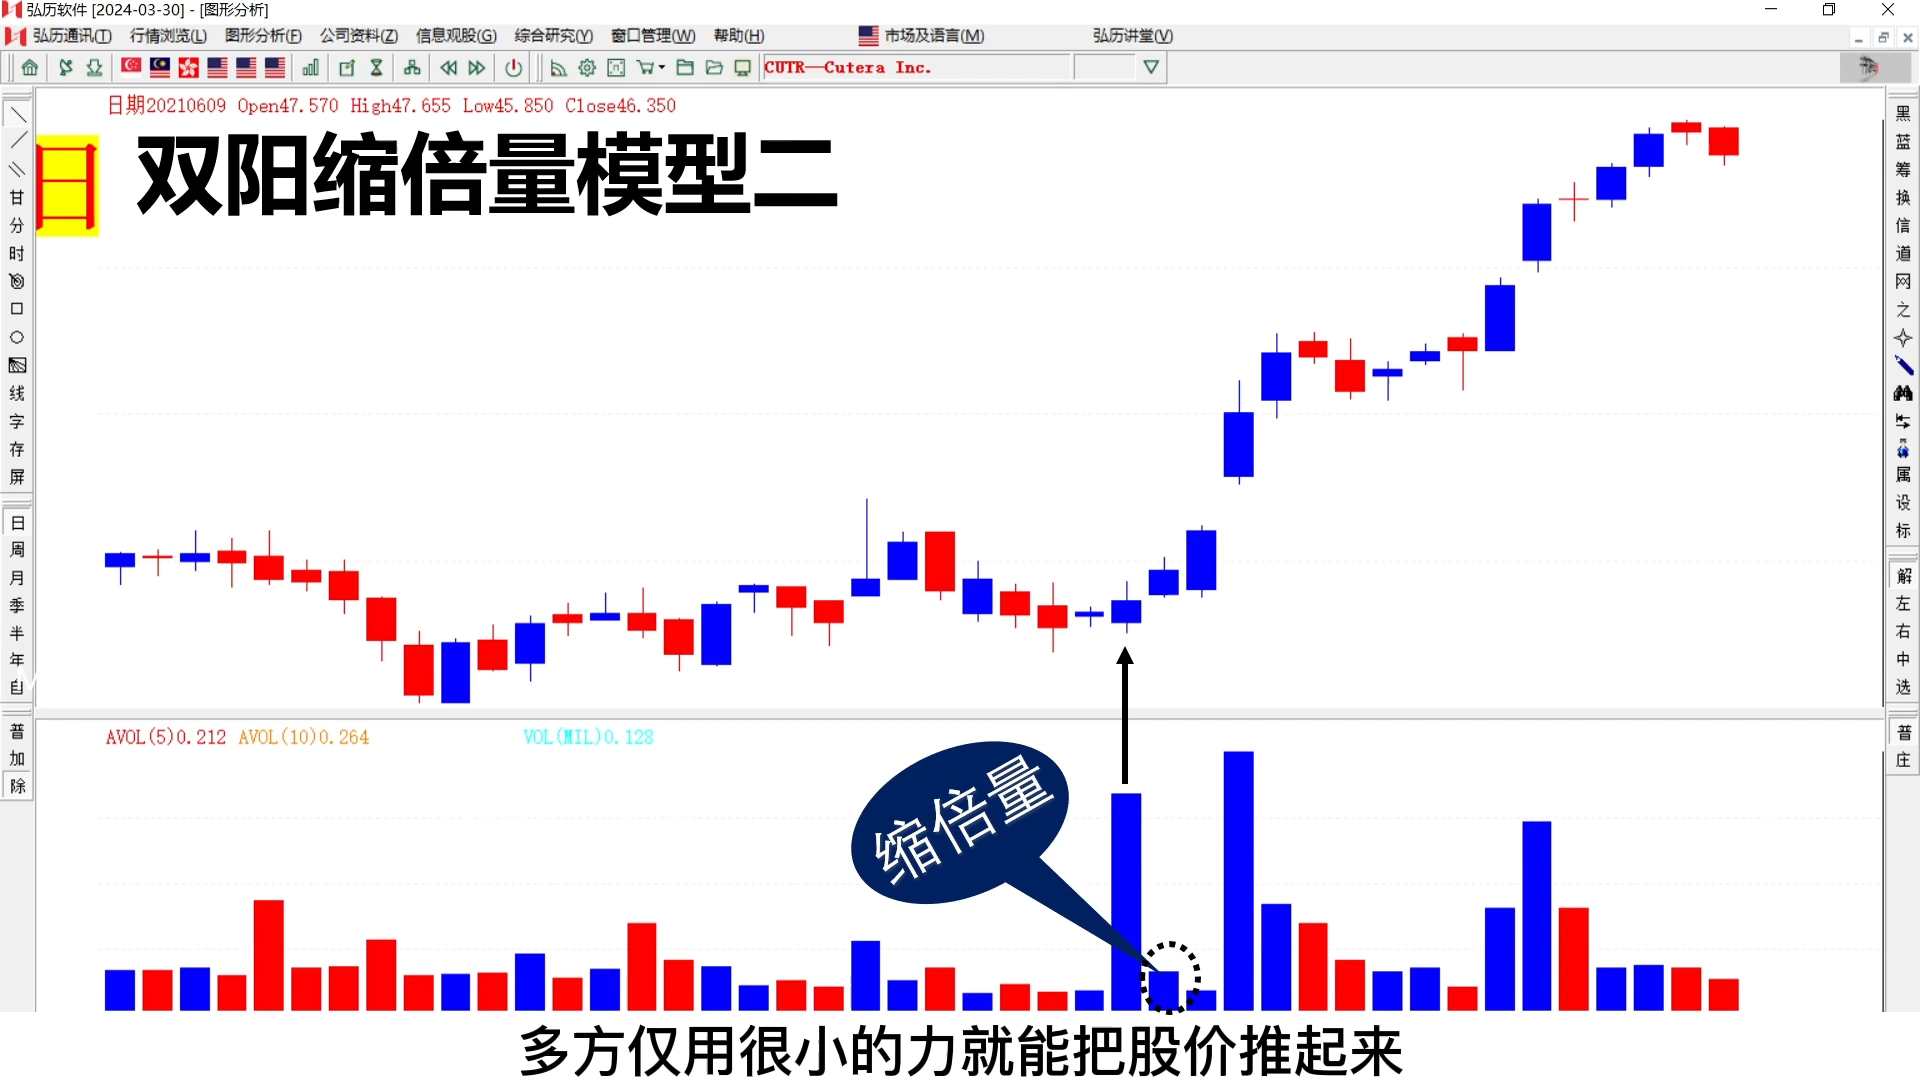 弘历软件 [2024-03-30] - [图形分析]
弘历通讯(T) 行情浏览(L) 图形分析(F) 公司资料(Z) 信息观股(G) 综合研究(Y) 窗口管理(W) 帮助(H) 市场及语言(M) 弘历讲堂(V)
CUTR—Cutera Inc.
日期20210609 Open47.570 High47.655 Low45.850 Close46.350
日
双阳缩倍量模型二
甘
分
时
线
字
存
屏
日
周
月
季
半
年
自
普
加
除
AVOL(5)0.212 AVOL(10)0.264 VOL(MIL)0.128
缩倍量
黑
蓝
筹
换
信
道
网
之
属
设
标
解
左
右
中
选
普
庄
多方仅用很小的力就能把股价推起来